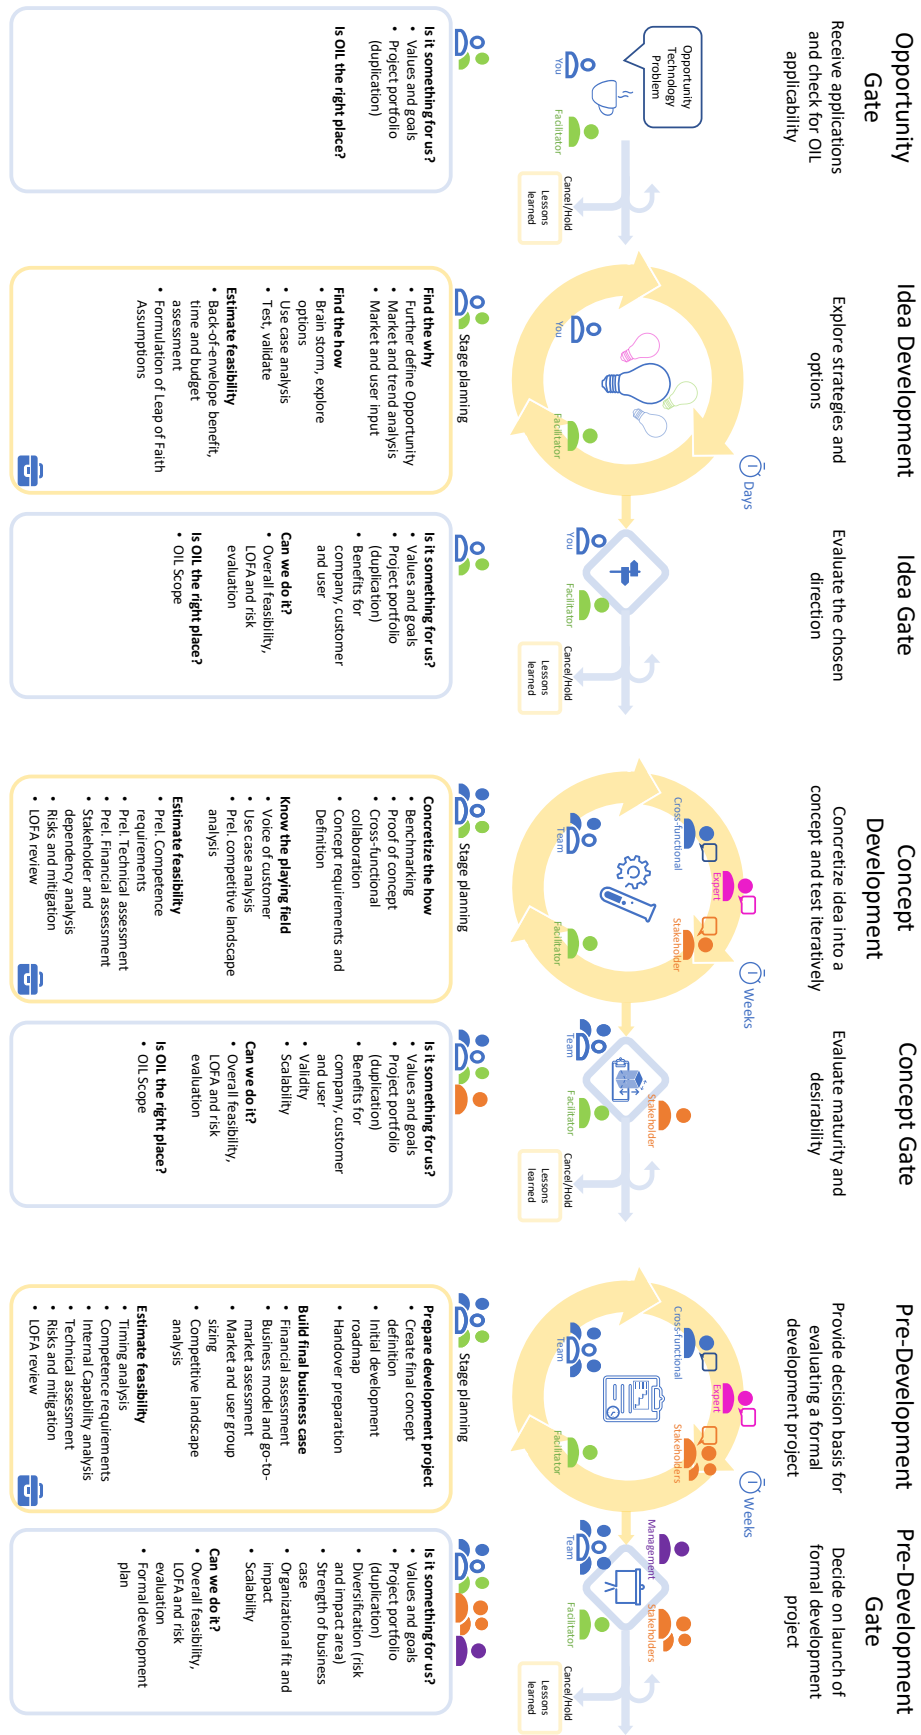 Opportunity
Gate
Receive applications
and check for OIL
applicability
Opportunity
Technology
Problem
You
Facilitator
Cancel/Hold
Lessons
learned
Is it something for us?
• Values and goals
• Project portfolio
(duplication)
Is OIL the right place?
Idea Development
Explore strategies and
options
Days
You
Facilitator
Stage planning
Find the why
• Further define Opportunity
• Market and trend analysis
• Market and user input
Find the how
• Brain storm, explore
options
• Use case analysis
• Test, validate
Estimate feasibility
• Back-of-envelope benefit,
time and budget
assessment
• Formulation of Leap of Faith
Assumptions
Idea Gate
Evaluate the chosen
direction
You
Facilitator
Cancel/Hold
Lessons
learned
Is it something for us?
• Values and goals
• Project portfolio
(duplication)
• Benefits for
company, customer
and user
Can we do it?
• Overall feasibility,
LOFA and risk
evaluation
Is OIL the right place?
• OIL Scope
Concept
Development
Concretize idea into a
concept and test iteratively
Weeks
Cross-functional
Expert
Stakeholder
Team
Facilitator
Stage planning
Concretize the how
• Benchmarking
• Proof of concept
• Cross-functional
collaboration
• Concept requirements and
Definition
Know the playing field
• Voice of customer
• Use case analysis
• Prel. competitive landscape
analysis
Estimate feasibility
• Prel. Competence
requirements
• Prel. Technical assessment
• Prel. Financial assessment
• Stakeholder and
dependency analysis
• Risks and mitigation
• LOFA review
Concept Gate
Evaluate maturity and
desirability
Stakeholder
Team
Facilitator
Cancel/Hold
Lessons
learned
Is it something for us?
• Values and goals
• Project portfolio
(duplication)
• Benefits for
company, customer
and user
• Validity
• Scalability
Can we do it?
• Overall feasibility,
LOFA and risk
evaluation
Is OIL the right place?
• OIL Scope
Pre-Development
Provide decision basis for
evaluating a formal
development project
Weeks
Cross-functional
Expert
Stakeholders
Team
Facilitator
Stage planning
Prepare development project
• Create final concept
definition
• Initial development
roadmap
• Handover preparation
Build final business case
• Financial assessment
• Business model and go-to-
market assessment
• Market and user group
sizing
• Competitive landscape
analysis
Estimate feasibility
• Timing analysis
• Competence requirements
• Internal Capability analysis
• Technical assessment
• Risks and mitigation
• LOFA review
Pre-Development
Gate
Decide on launch of
formal development
project
Management
Stakeholders
Team
Facilitator
Cancel/Hold
Lessons
learned
Is it something for us?
• Values and goals
• Project portfolio
(duplication)
• Diversification (risk
and impact area)
• Strength of business
case
• Organizational fit and
impact
• Scalability
Can we do it?
• Overall feasibility,
LOFA and risk
evaluation
• Formal development
plan